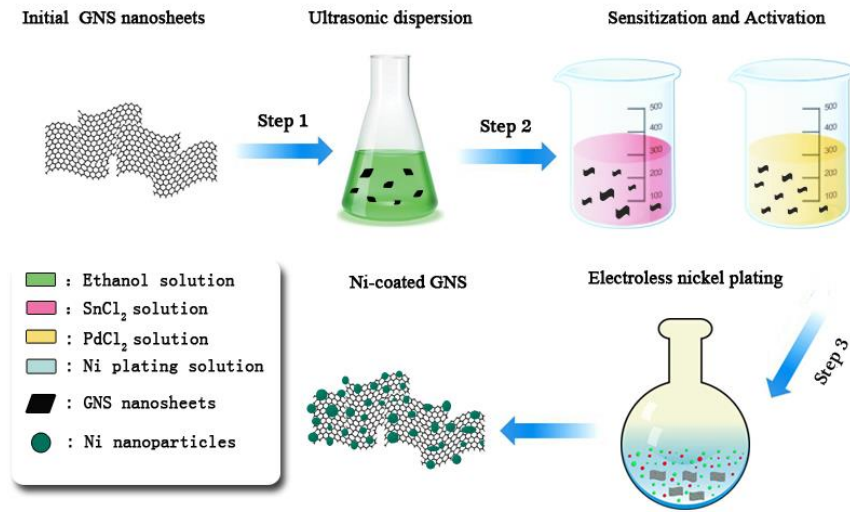 Initial GNS nanosheets
Ultrasonic dispersion
Sensitization and Activation
Step 1
Step 2
500
400
300
200
100
500
400
300
200
100
: Ethanol solution
: SnCl₂ solution
: PdCl₂ solution
: Ni plating solution
: GNS nanosheets
: Ni nanoparticles
Ni-coated GNS
Electroless nickel plating
Step 3